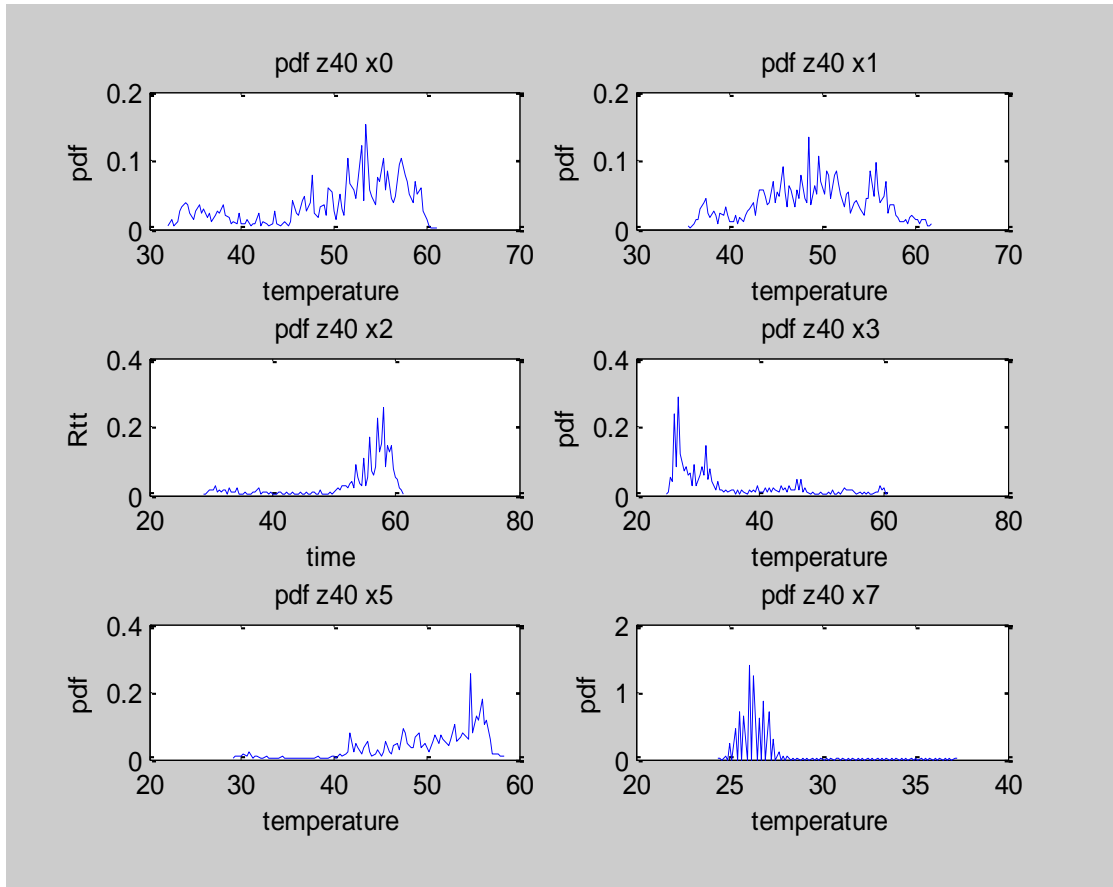 pdf z40 x0
0.2
0.1
0
pdf
30 40 50 60 70
temperature
pdf z40 x1
0.2
0.1
0
pdf
30 40 50 60 70
temperature
pdf z40 x2
0.4
0.2
0
Rtt
20 40 60 80
time
pdf z40 x3
0.4
0.2
0
pdf
20 40 60 80
temperature
pdf z40 x5
0.4
0.2
0
pdf
20 30 40 50 60
temperature
pdf z40 x7
2
1
0
pdf
20 25 30 35 40
temperature